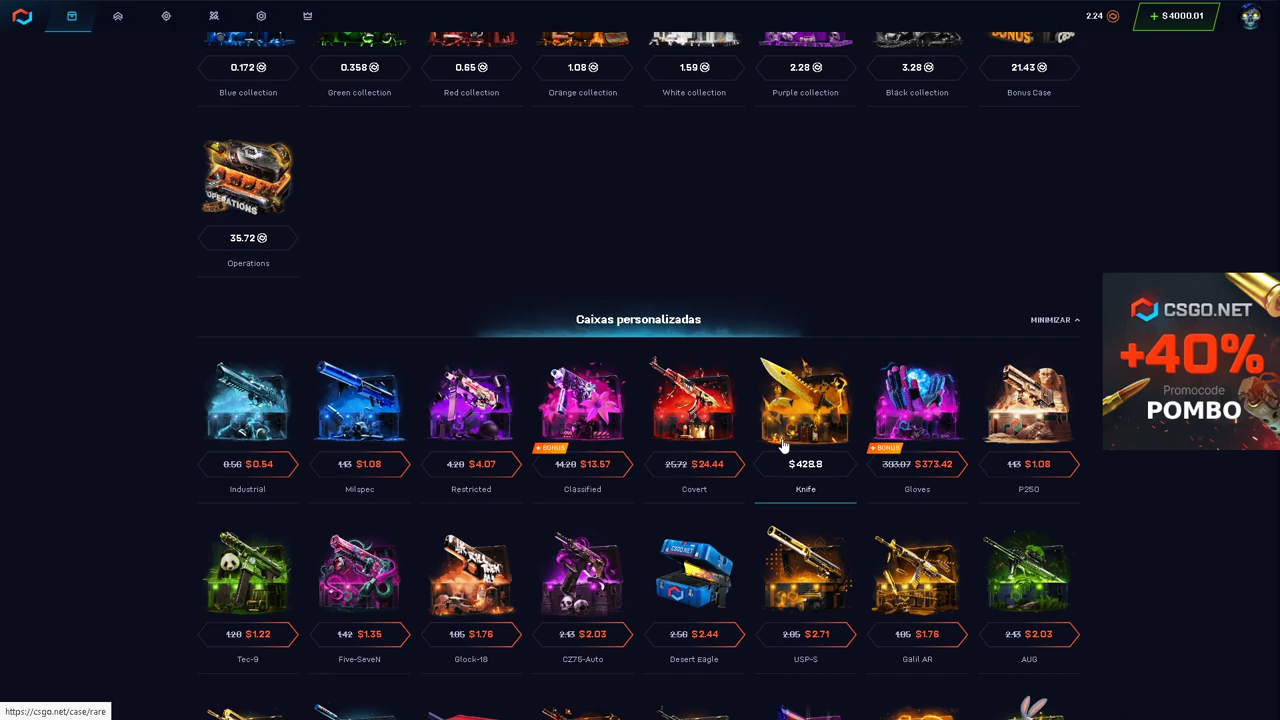 2.24
+ $4000.01
BONUS
0.172
0.358
0.65
1.08
1.59
2.28
3.28
21.43
Blue collection
Green collection
Red collection
Orange collection
White collection
Purple collection
Black collection
Bonus Case
OPERATIONS
35.72
Operations
Caixas personalizadas
MINIMIZAR
CSGO.NET
+40%
Promocode
POMBO
+ BONUS
+ BONUS
0.56 $0.54
1.13 $1.08
4.28 $4.07
14.28 $13.57
25.72 $24.44
$428.8
393.07 $373.42
1.13 $1.08
Industrial
Milspec
Restricted
Classified
Covert
Knife
Gloves
P250
CSGO.NET
1.28 $1.22
1.42 $1.35
1.85 $1.76
2.13 $2.03
2.56 $2.44
2.85 $2.71
1.85 $1.76
2.13 $2.03
Tec-9
Five-SeveN
Glock-18
CZ75-Auto
Desert Eagle
USP-S
Galil AR
AUG
https://csgo.net/case/rare